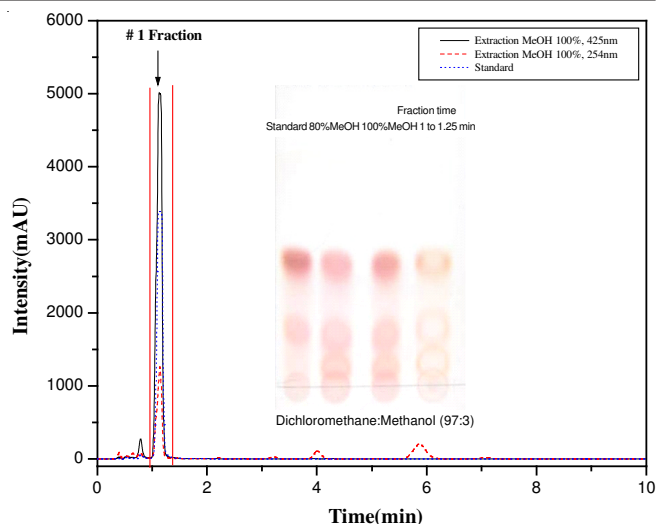 # 1 Fraction
Extraction MeOH 100%, 425nm
Extraction MeOH 100%, 254nm
Standard
Fraction time
Standard 80%MeOH 100%MeOH 1 to 1.25 min
Dichloromethane:Methanol (97:3)
Intensity(mAU)
6000
5000
4000
3000
2000
1000
0
0 2 4 6 8 10
Time(min)